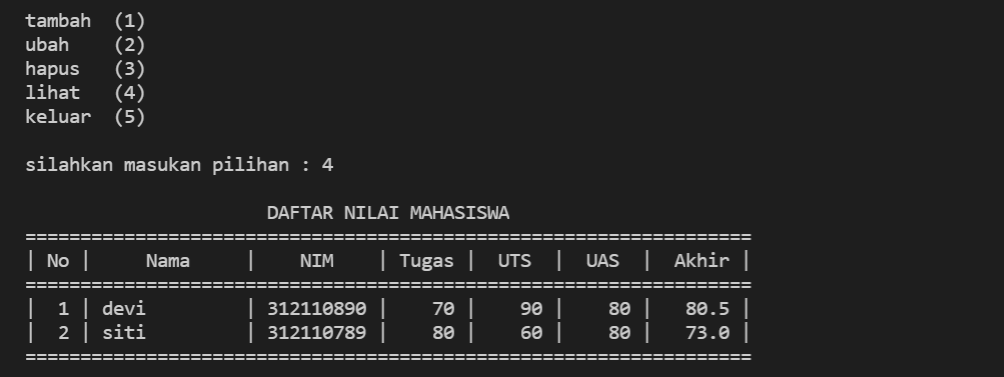 tambah  (1)
ubah    (2)
hapus   (3)
lihat   (4)
keluar  (5)
silahkan masukan pilihan : 4
                      DAFTAR NILAI MAHASISWA
==================================================================
| No |     Nama     |    NIM    | Tugas |  UTS  |  UAS  |  Akhir |
==================================================================
|  1 | devi         | 312110890 |    70 |    90 |    80 |   80.5 |
|  2 | siti         | 312110789 |    80 |    60 |    80 |   73.0 |
==================================================================